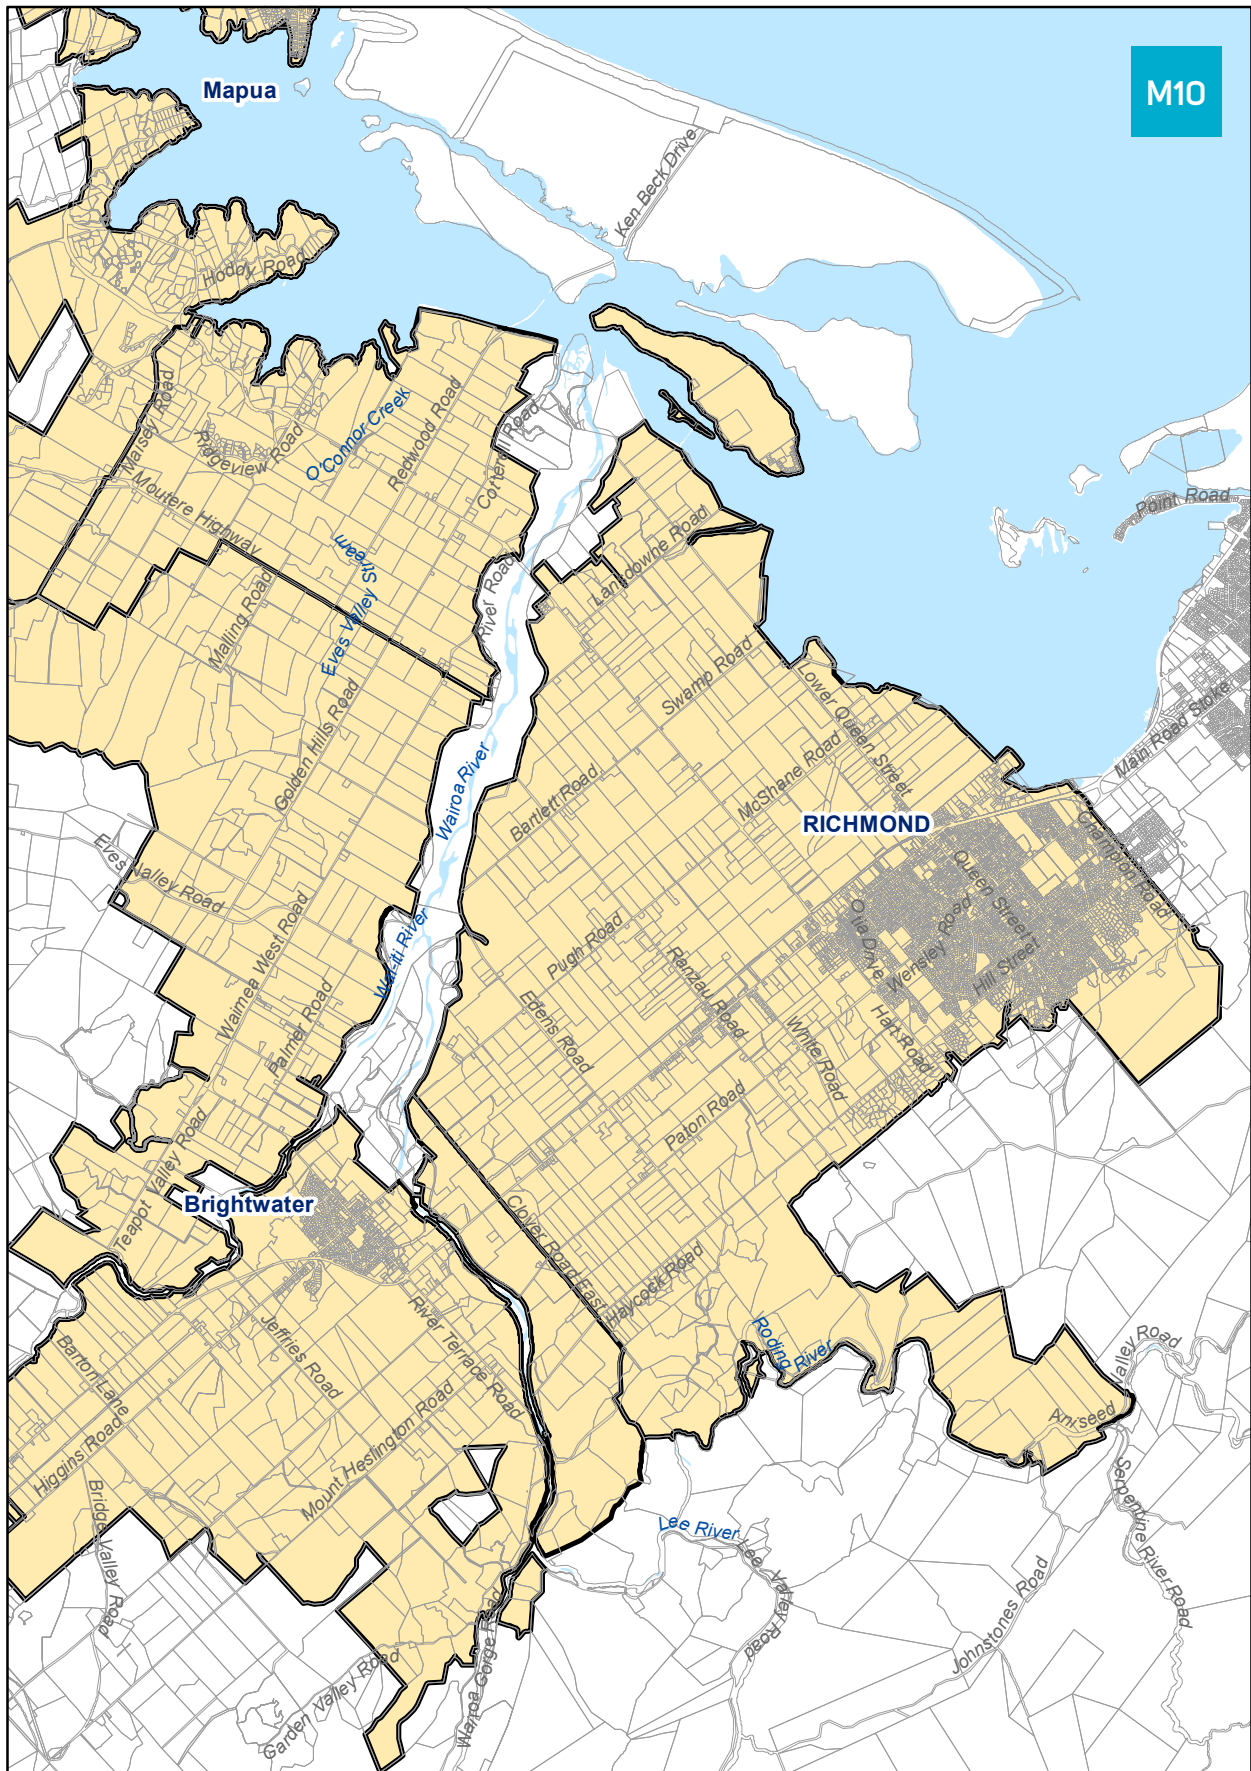 M10
Mapua
Ken Beck Drive
Hoddy Road
O'Connor Creek
Redwood Road
Marsey Road
Ridgeview Road
Cotterill Road
Moutere Highway
Point Road
Lansdowne Road
Eves Valley Stream
River Road
Malling Road
Swamp Road
Lower Queen Street
Main Road Stoke
Golden Hills Road
Wairoa River
McShane Road
Bartlett Road
RICHMOND
Champion Road
Eves Valley Road
Queen Street
Waimea West Road
Wai-iti River
Wensley Road
Pugh Road
Ranzau Road
Hill Street
Palmer Road
Edens Road
White Road
Hart Road
Paton Road
Teapot Valley Road
Brightwater
Clover Road East
Haycock Road
River Terrace Road
Jeffries Road
Roding River
Barton Lane
Valley Road
Aniseed
Higgins Road
Mount Heslington Road
Bridge Valley Road
Lee River
Lee Valley Road
Serpentine River Road
Johnstones Road
Wairoa Gorge Road
Garden Valley Road